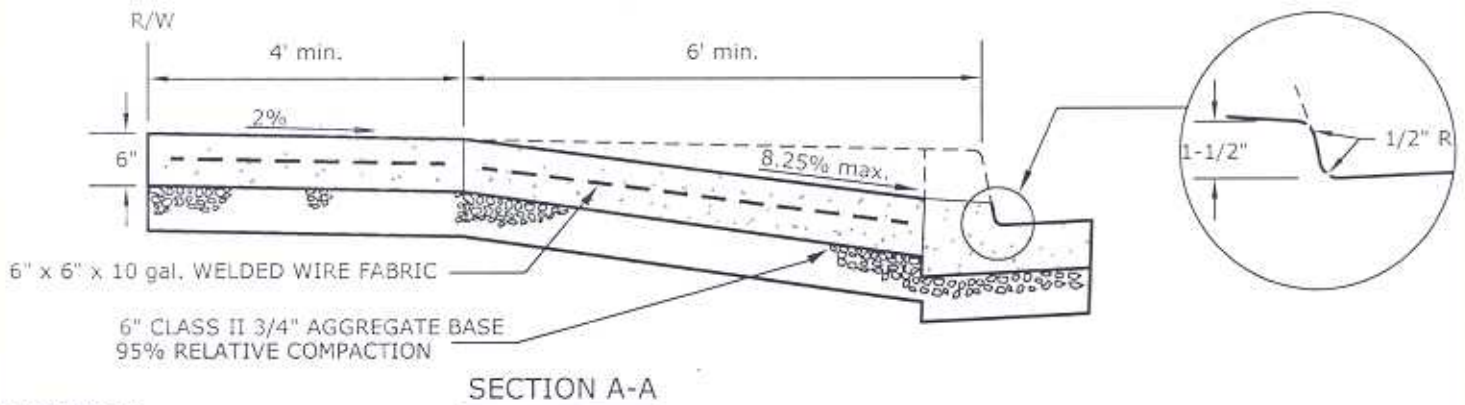 R/W
4' min.
6' min.
2%
6"
8.25% max.
1-1/2"
1/2" R
6" x 6" x 10 gal. WELDED WIRE FABRIC
6" CLASS II 3/4" AGGREGATE BASE
95% RELATIVE COMPACTION
SECTION A-A